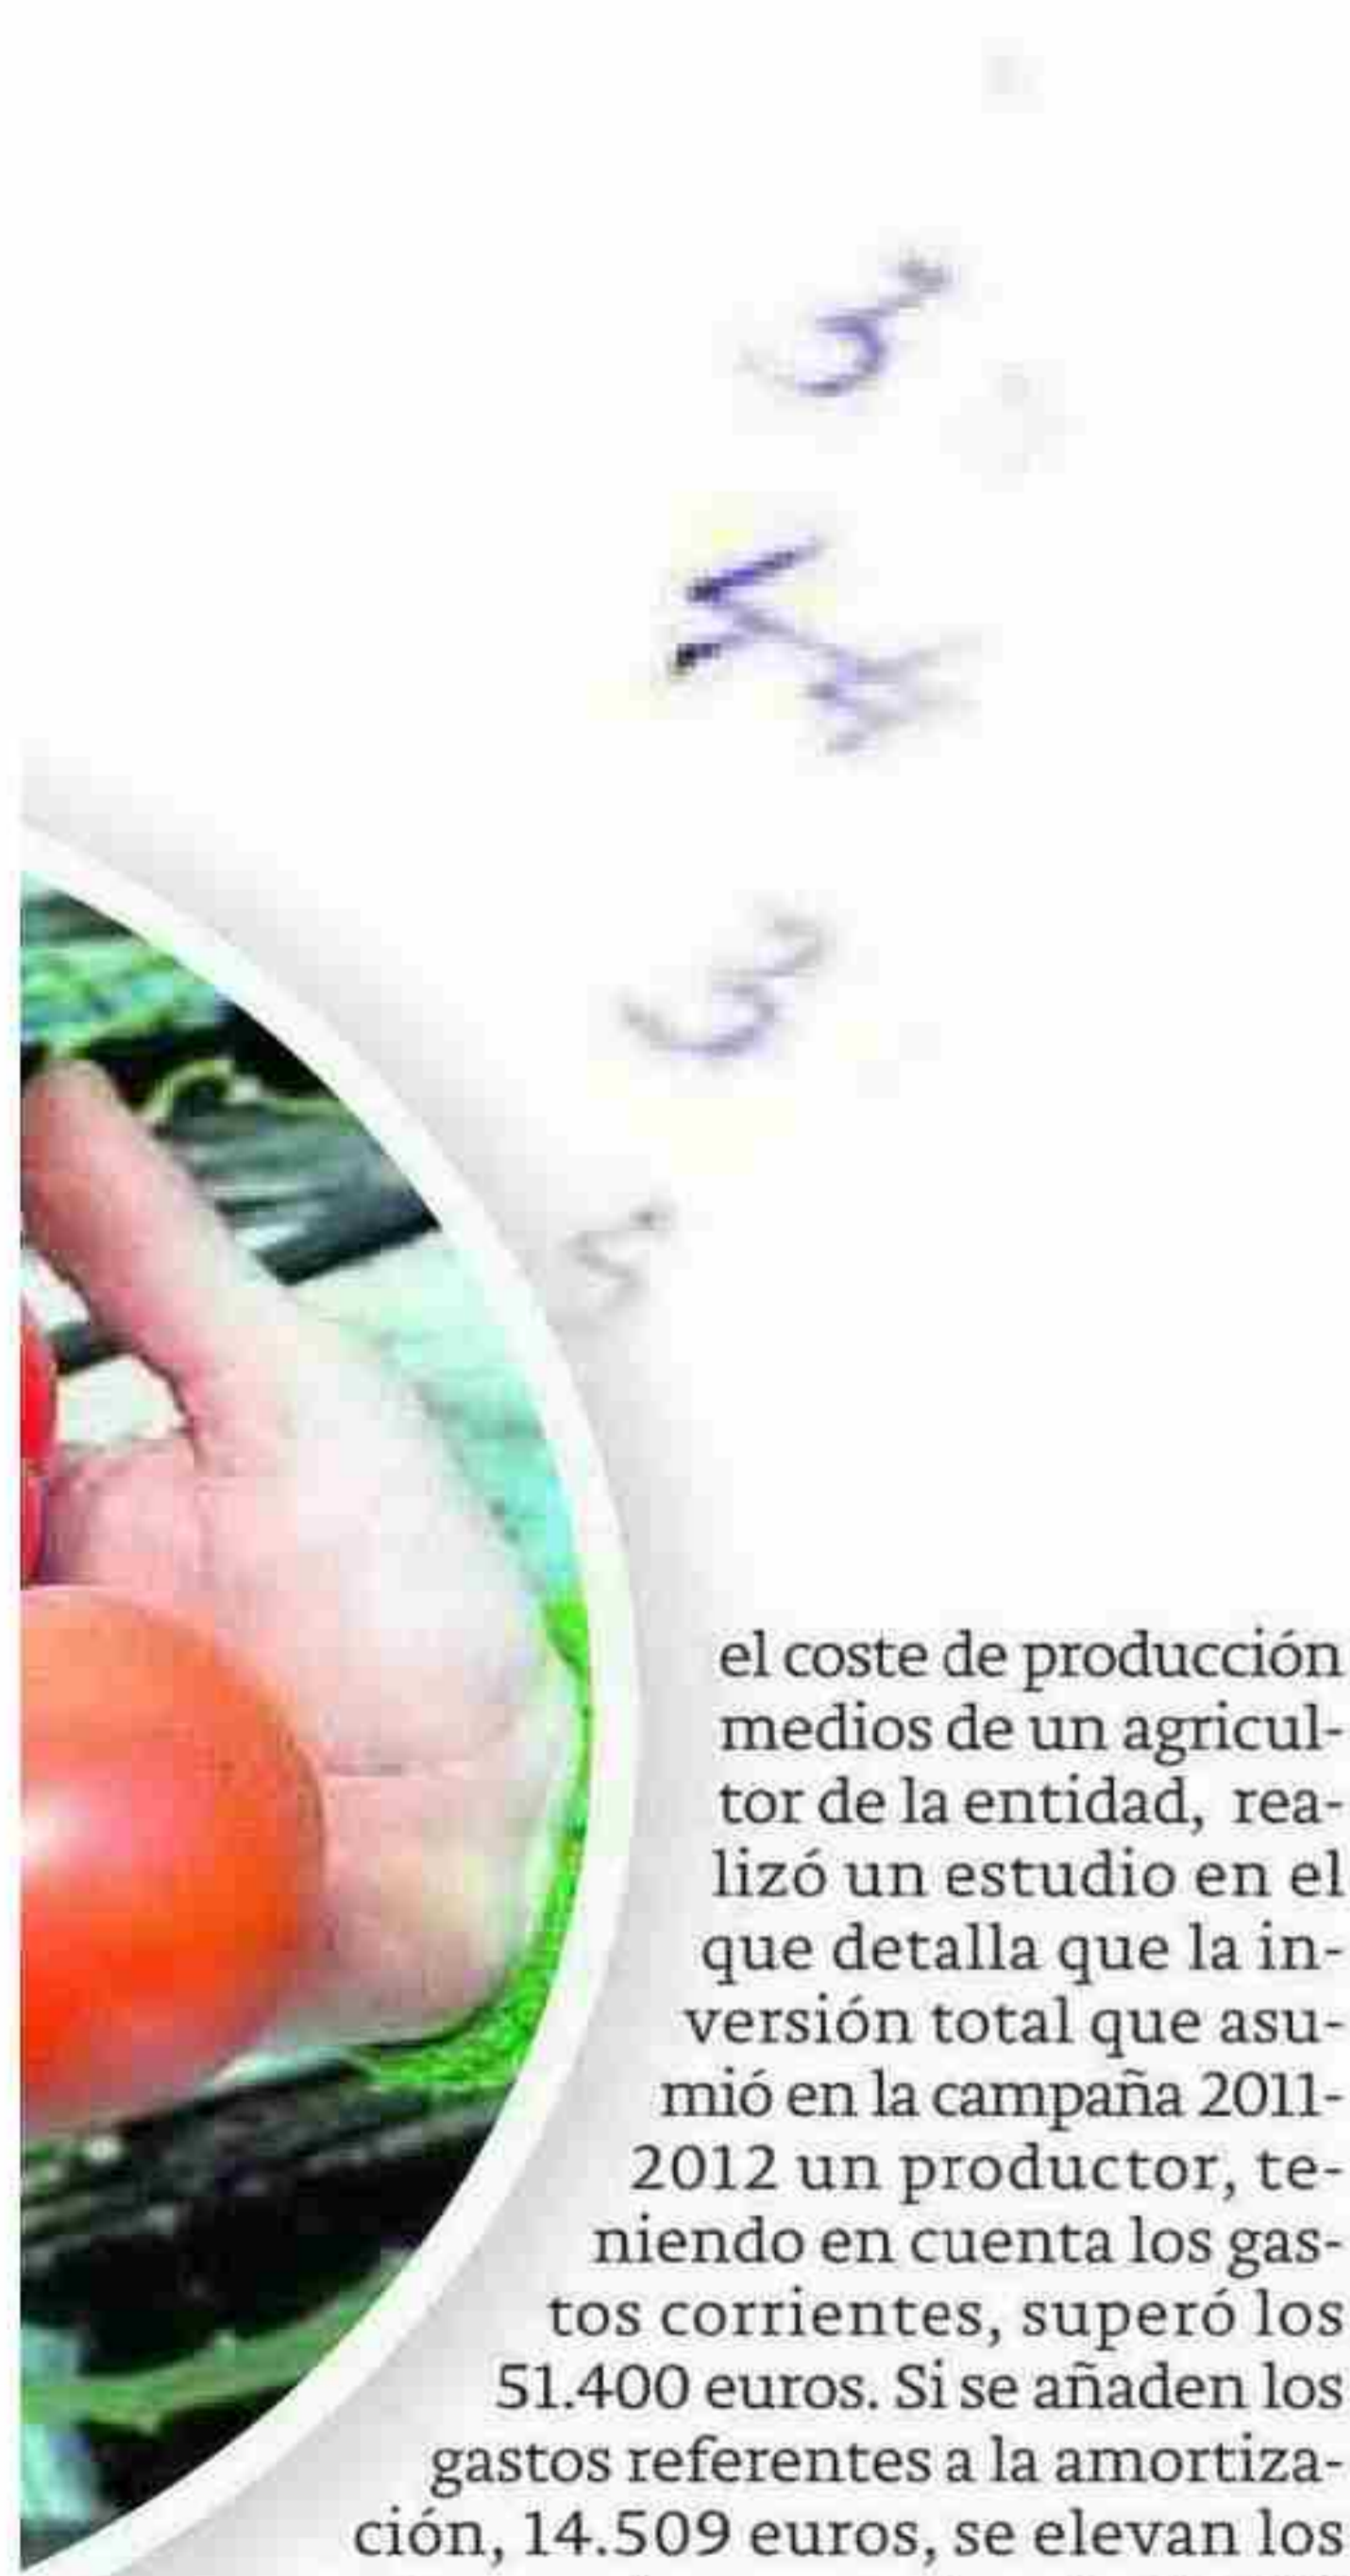 el coste de producción
medios de un agricul-
tor de la entidad, rea-
lizó un estudio en el
que detalla que la in-
versión total que asu-
mió en la campaña 2011-
2012 un productor, te-
niendo en cuenta los gas-
tos corrientes, superó los
51.400 euros. Si se añaden los
gastos referentes a la amortiza-
ción, 14.509 euros, se elevan los